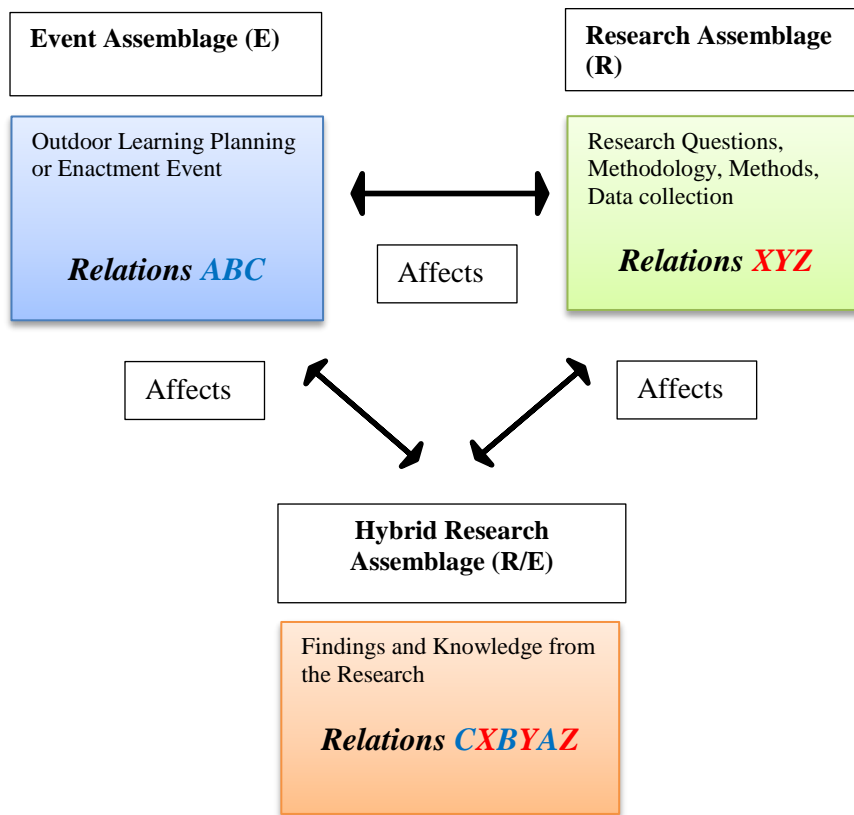 Event Assemblage (E)
Research Assemblage
(R)
Outdoor Learning Planning
or Enactment Event
Relations ABC
Research Questions,
Methodology, Methods,
Data collection
Relations XYZ
Affects
Affects
Affects
Hybrid Research
Assemblage (R/E)
Findings and Knowledge from
the Research
Relations CXBYAZ